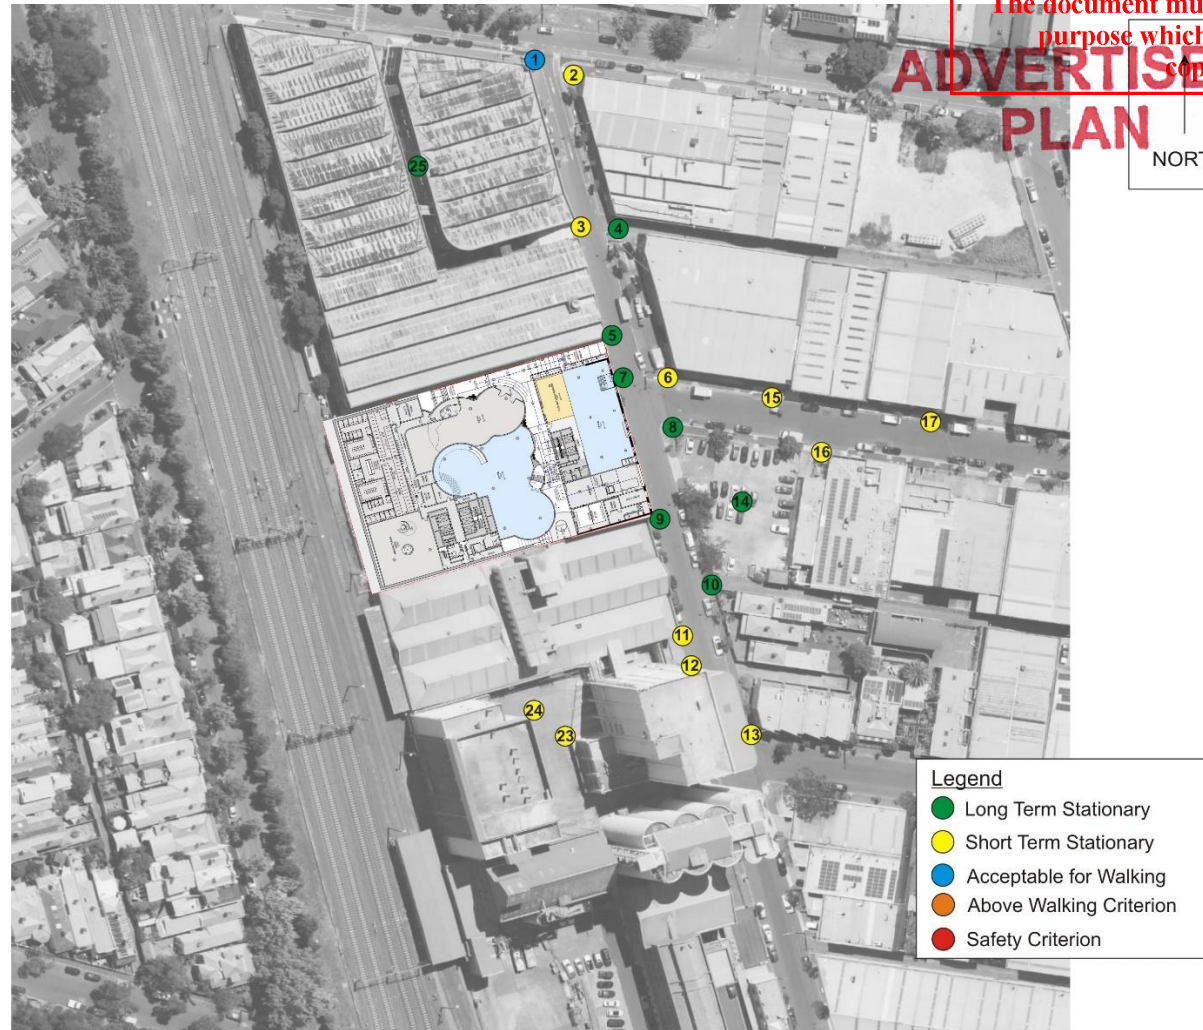 The document mu
purpose which
cop
ADVERTISE
PLAN
NORT
1
2
25
3
4
5
7
6
15
17
8
16
14
9
10
11
12
24
23
13
Legend
Long Term Stationary
Short Term Stationary
Acceptable for Walking
Above Walking Criterion
Safety Criterion